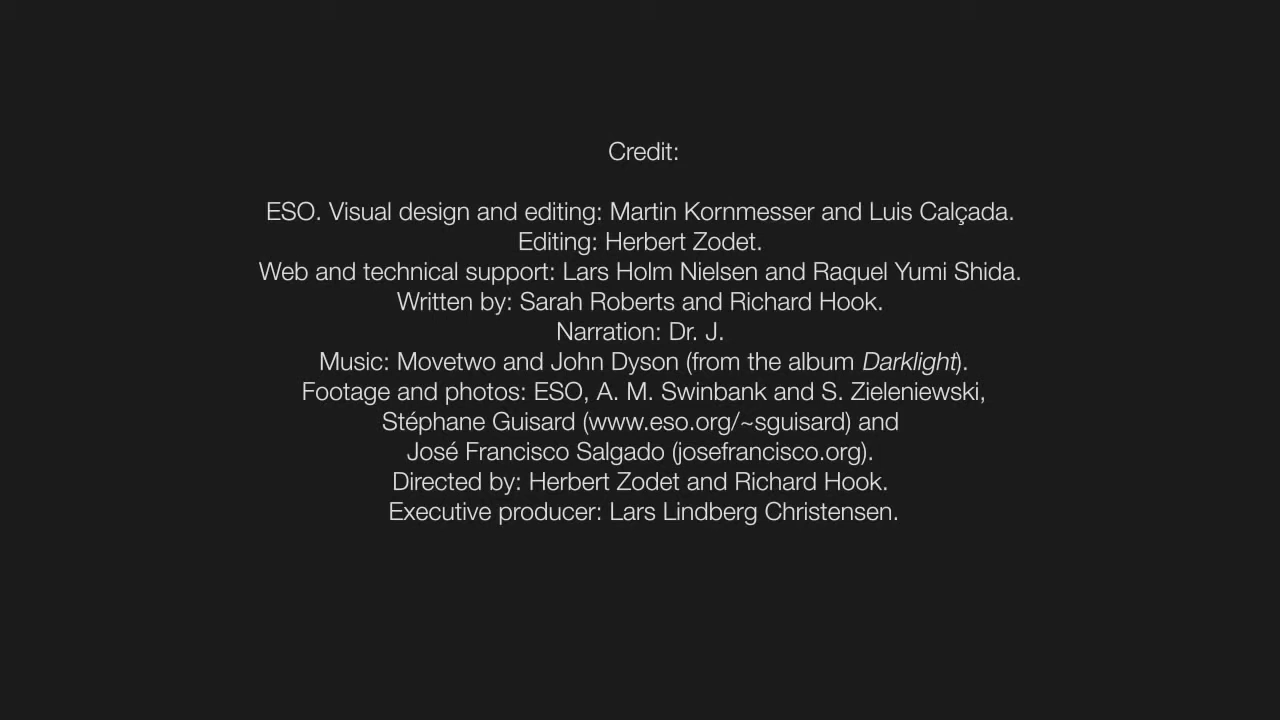 Credit:
ESO. Visual design and editing: Martin Kornmesser and Luis Calçada.
Editing: Herbert Zodet.
Web and technical support: Lars Holm Nielsen and Raquel Yumi Shida.
Written by: Sarah Roberts and Richard Hook.
Narration: Dr. J.
Music: Movetwo and John Dyson (from the album Darklight).
Footage and photos: ESO, A. M. Swinbank and S. Zieleniewski,
Stéphane Guisard (www.eso.org/~sguisard) and
José Francisco Salgado (josefrancisco.org).
Directed by: Herbert Zodet and Richard Hook.
Executive producer: Lars Lindberg Christensen.